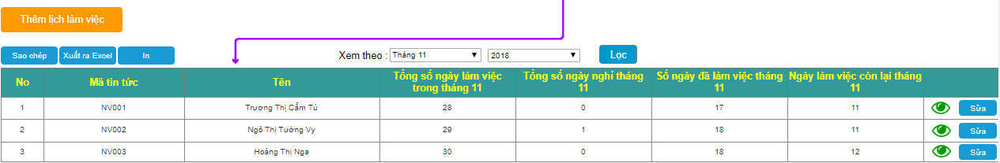 Thêm lịch làm việc
Sao chép Xuất ra Excel In Xem theo : Tháng 11 2018 Lọc
No Mã tin tức Tên Tổng số ngày làm việc trong tháng 11 Tổng số ngày nghỉ tháng 11 Số ngày đã làm việc tháng 11 Ngày làm việc còn lại tháng 11
1 NV001 Trương Thị Cẩm Tú 28 0 17 11 Sửa
2 NV002 Ngô Thị Tường Vy 29 1 18 11 Sửa
3 NV003 Hoàng Thị Nga 30 0 18 12 Sửa